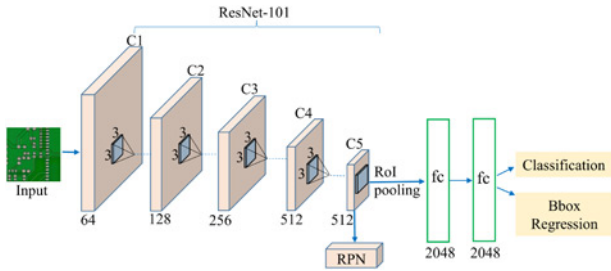 ResNet-101
C1
C2
C3
C4
C5
3
3
3
3
3
3
3
3
Input
64
128
256
512
512
RoI
pooling
RPN
fc
fc
2048
2048
Classification
Bbox
Regression